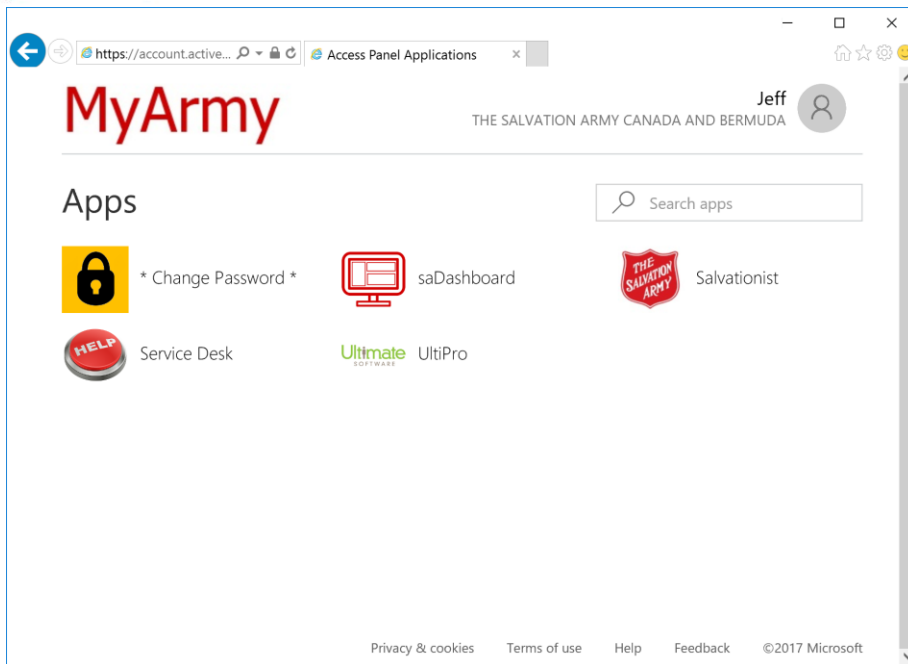 https://account.active... Access Panel Applications
MyArmy
Jeff
THE SALVATION ARMY CANADA AND BERMUDA
Apps
Search apps
* Change Password *
saDashboard
THE SALVATION ARMY
Salvationist
HELP
Service Desk
Ultimate SOFTWARE
UltiPro
Privacy & cookies Terms of use Help Feedback ©2017 Microsoft